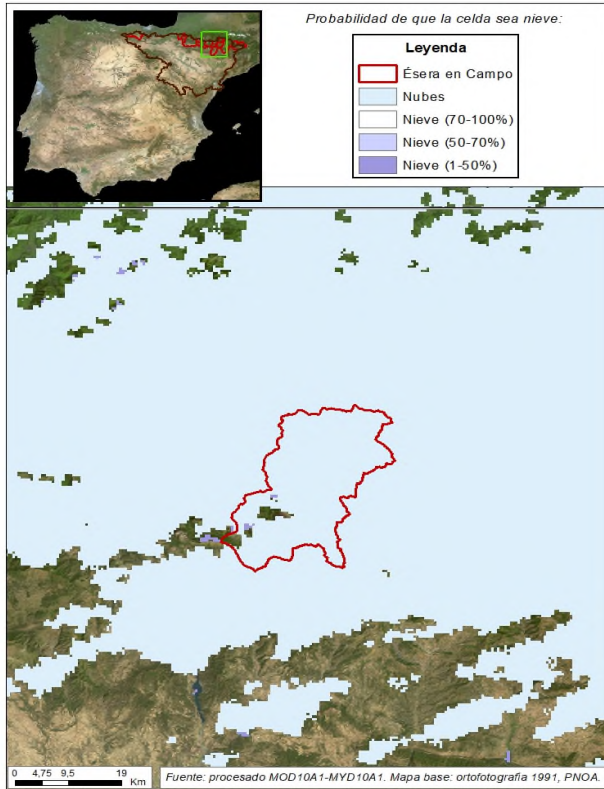 Probabilidad de que la celda sea nieve:
Leyenda
Ésera en Campo
Nubes
Nieve (70-100%)
Nieve (50-70%)
Nieve (1-50%)
0 4,75 9,5 19
Km
Fuente: procesado MOD10A1-MYD10A1. Mapa base: ortofotografia 1991, PNOA.